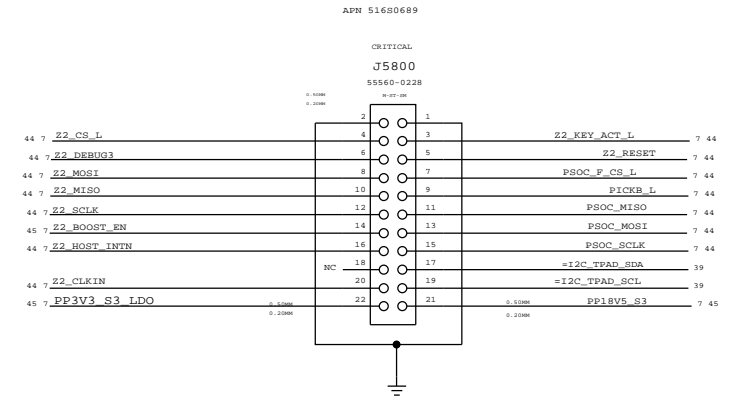 APN 516S0689
CRITICAL
J5800
55560-0228
0.50MM
M-ST-SM
0.20MM
2 1
44 7 Z2_CS_L 4 3 Z2_KEY_ACT_L 7 44
44 7 Z2_DEBUG3 6 5 Z2_RESET 7 44
44 7 Z2_MOSI 8 7 PSOC_F_CS_L 7 44
44 7 Z2_MISO 10 9 PICKB_L 7 44
44 7 Z2_SCLK 12 11 PSOC_MISO 7 44
45 7 Z2_BOOST_EN 14 13 PSOC_MOSI 7 44
44 7 Z2_HOST_INTN 16 15 PSOC_SCLK 7 44
NC 18 17 =I2C_TPAD_SDA 39
44 7 Z2_CLKIN 20 19 =I2C_TPAD_SCL 39
45 7 PP3V3_S3_LDO 0.50MM 22 21 0.50MM PP18V5_S3 7 45
0.20MM 0.20MM